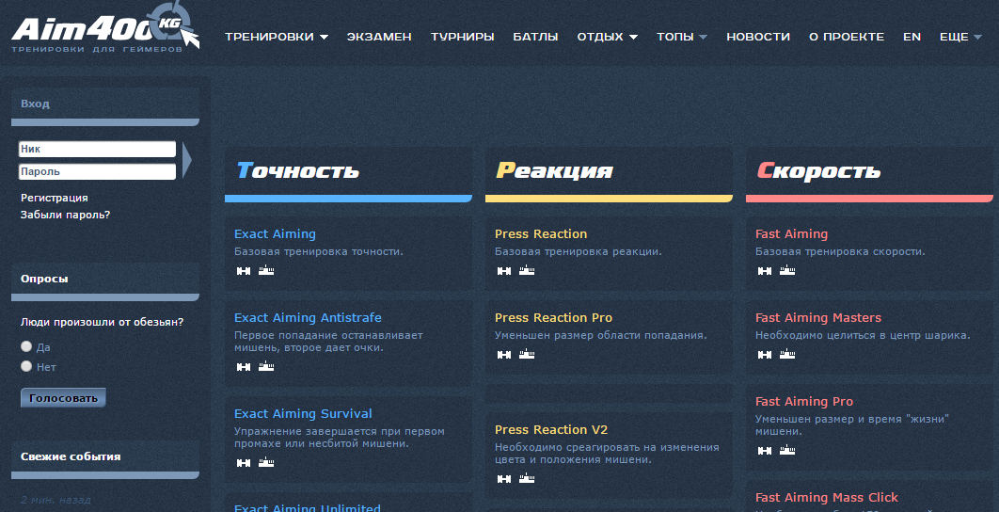 Aim400 KG
ТРЕНИРОВКИ ДЛЯ ГЕЙМЕРОВ
ТРЕНИРОВКИ ЭКЗАМЕН ТУРНИРЫ БАТЛЫ ОТДЫХ ТОПЫ НОВОСТИ О ПРОЕКТЕ EN ЕЩЕ
Вход
Ник
Пароль
Регистрация
Забыли пароль?
Опросы
Люди произошли от обезьян?
Да
Нет
Голосовать
Свежие события
2 мин. назад
Точность
Exact Aiming
Базовая тренировка точности.
Exact Aiming Antistrafe
Первое попадание останавливает
мишень, второе дает очки.
Exact Aiming Survival
Упражнение завершается при первом
промахе или несбитой мишени.
Exact Aiming Unlimited
Реакция
Press Reaction
Базовая тренировка реакции.
Press Reaction Pro
Уменьшен размер области попадания.
Press Reaction V2
Необходимо среагировать на изменения
цвета и положения мишени.
Скорость
Fast Aiming
Базовая тренировка скорости.
Fast Aiming Masters
Необходимо целиться в центр шарика.
Fast Aiming Pro
Уменьшен размер и время "жизни"
мишени.
Fast Aiming Mass Click